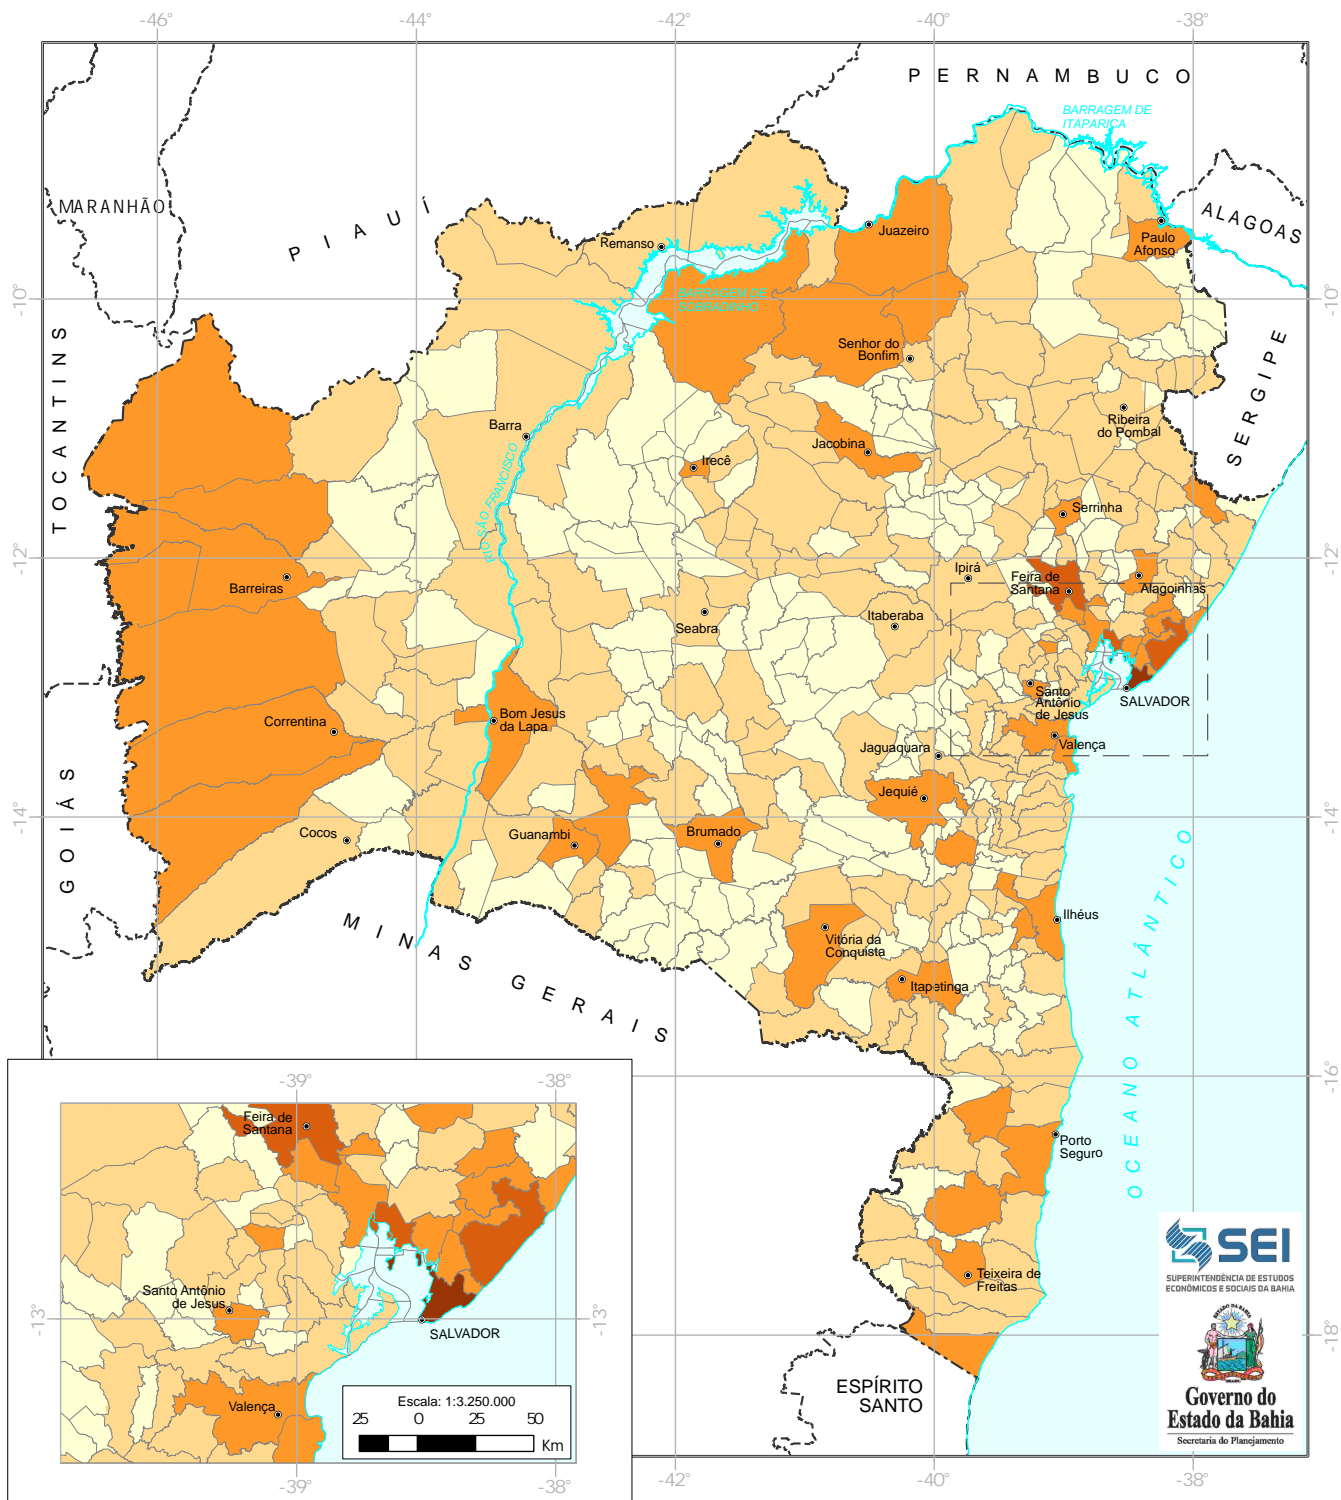 -46°
-44°
-42°
-40°
-38°
PERNAMBUCO
BARRAGEM DE
ITAPARICA
MARANHÃO
PIAUÍ
ALAGOAS
Remanso
Juazeiro
Paulo
Afonso
-10°
-10°
BARRAGEM DE
SOBRADINHO
TOCANTINS
SERGIPE
Senhor do
Bonfim
Barra
Ribeira
do Pombal
Irecê
Jacobina
RIO SÃO FRANCISCO
Serrinha
-12°
-12°
Barreiras
Ipirá
Feira de
Santana
Alagoinhas
Seabra
Itaberaba
Correntina
Bom Jesus
da Lapa
Santo
Antônio
de Jesus
SALVADOR
Jaguaquara
Valença
GOIÁS
Jequié
-14°
-14°
Cocos
Guanambi
Brumado
MINAS GERAIS
Vitória da
Conquista
Ilhéus
Itapetinga
OCEANO ATLÂNTICO
-16°
Porto
Seguro
Teixeira de
Freitas
-18°
ESPÍRITO
SANTO
-42°
-40°
-38°
-39°
-38°
Feira de
Santana
Santo Antônio
de Jesus
-13°
-13°
SALVADOR
Valença
Escala: 1:3.250.000
25 0 25 50
Km
-39°
-38°
SEI
SUPERINTENDÊNCIA DE ESTUDOS
ECONÔMICOS E SOCIAIS DA BAHIA
Governo do
Estado da Bahia
Secretaria do Planejamento